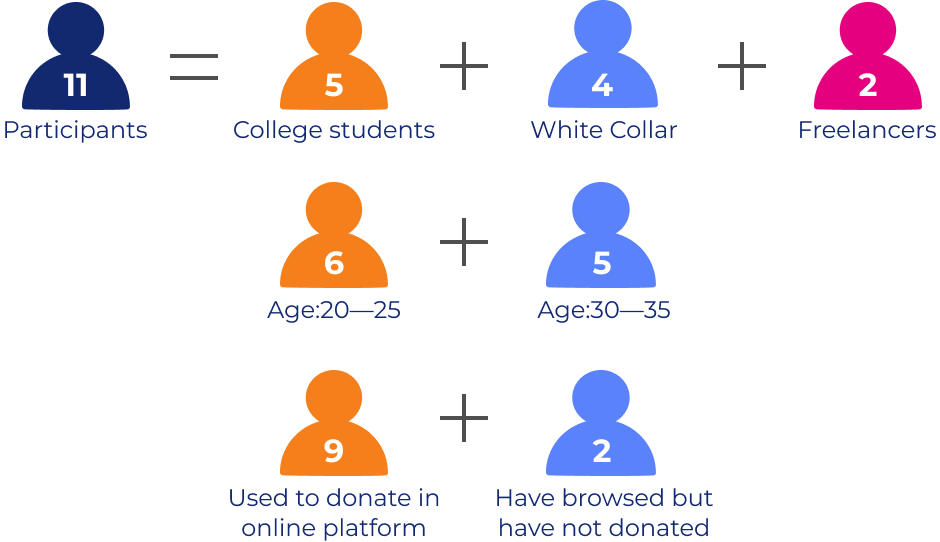 11
5
4
2
Participants
College students
White Collar
Freelancers
6
5
Age:20—25
Age:30—35
9
2
Used to donate in
online platform
Have browsed but
have not donated